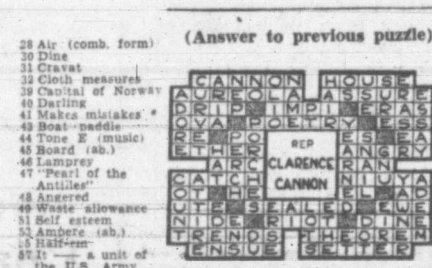 (Answer to previous puzzle)
28 Air (comb. form)
30 Dine
31 Cravat
32 Cloth measures
39 Capital of Norway
40 Darling
41 Makes mistakes
43 Boat paddle
44 Tone E (music)
45 Board (ab.)
46 Lamprey
47 "Pearl of the
Antilles"
48 Angered
49 Waste allowance
51 Self esteem
53 Ampere (ab.)
55 Half-em
57 It — a unit of
the U.S. Army
CANNON HOUSE
AUREOLA ASSURE
DRIP IMPI ERAS
OVA POETRY ESS
RE POR ES EA
ETHER ANGRY
ARC RAN
REP
CLARENCE
CANNON
CATCH
OT HE EL AD
UTE SEALED ELE
NIDE RIOT DINE
TRENDS THEOREM
ENSUE SETTER